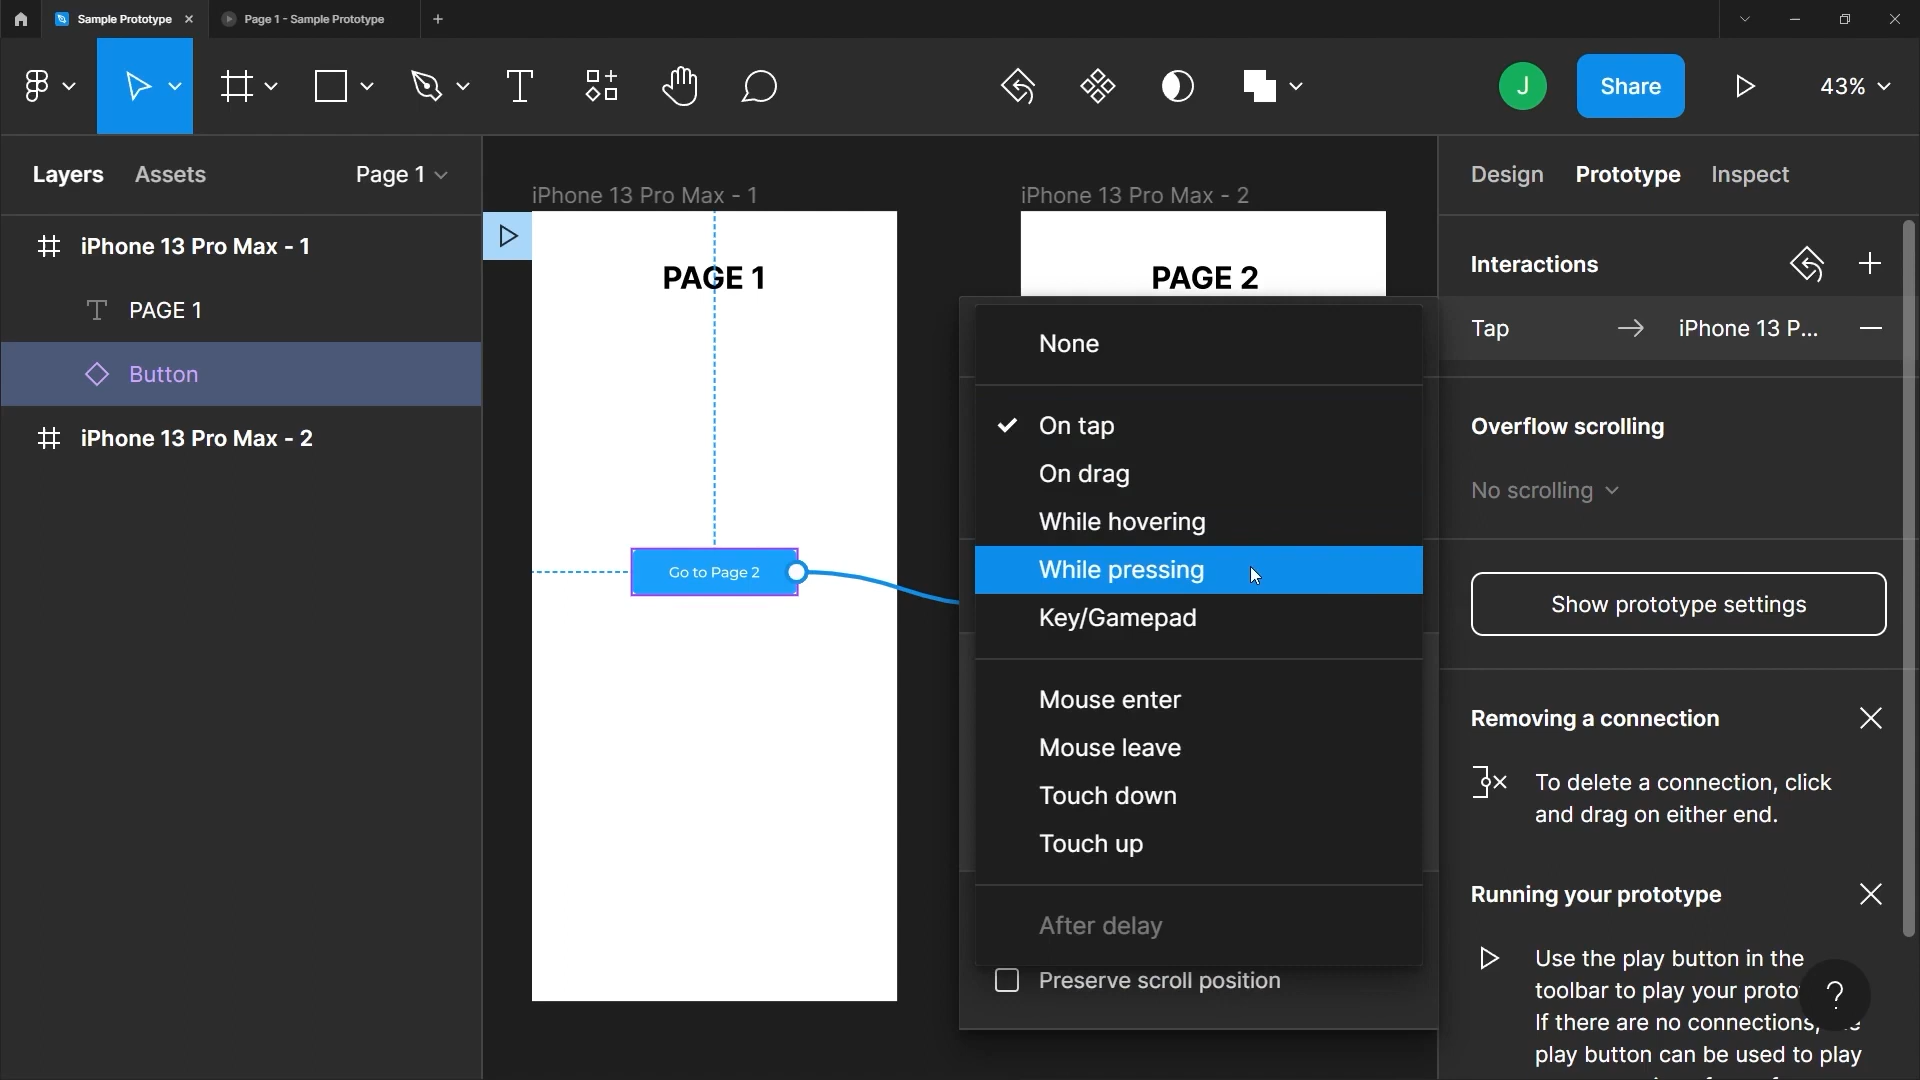 Sample Prototype
Page 1 - Sample Prototype
J
Share
43%
Layers
Assets
Page 1
iPhone 13 Pro Max - 1
PAGE 1
Button
iPhone 13 Pro Max - 2
iPhone 13 Pro Max - 1
PAGE 1
Go to Page 2
iPhone 13 Pro Max - 2
PAGE 2
None
On tap
On drag
While hovering
While pressing
Key/Gamepad
Mouse enter
Mouse leave
Touch down
Touch up
After delay
Preserve scroll position
Design
Prototype
Inspect
Interactions
Tap
iPhone 13 P...
Overflow scrolling
No scrolling
Show prototype settings
Removing a connection
To delete a connection, click
and drag on either end.
Running your prototype
Use the play button in the
toolbar to play your proto
If there are no connections,
play button can be used to play
?